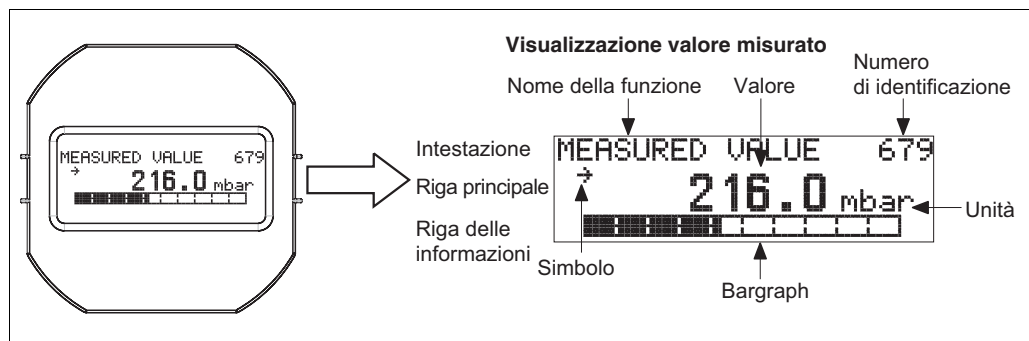 MEASURED VALUE 679
→
216.0 mbar
Visualizzazione valore misurato
Nome della funzione
Valore
Numero
di identificazione
Intestazione
Riga principale
Riga delle
informazioni
MEASURED VALUE 679
→
216.0 mbar
Unità
Simbolo
Bargraph